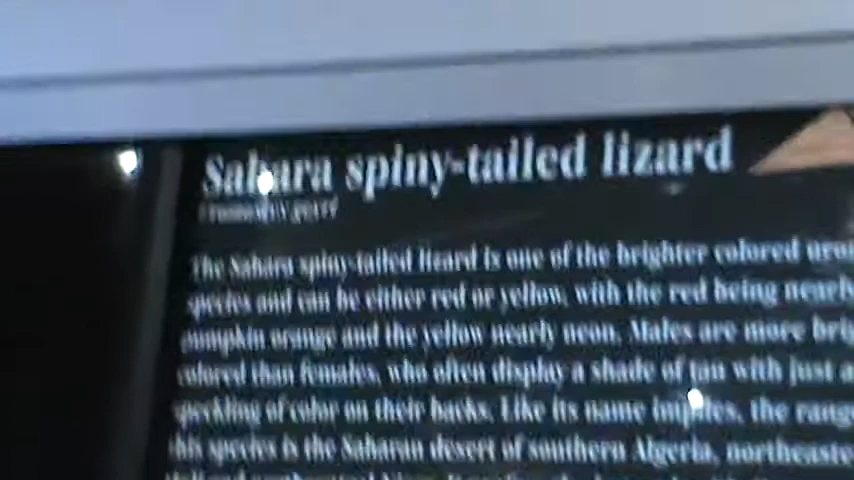 Sahara spiny-tailed lizard
Uromastyx geyri
The Sahara spiny-tailed lizard is one of the brighter colored
species and can be either red or yellow, with the red being nearly
pumpkin orange and the yellow nearly neon. Males are more
colored than females, who often display a shade of tan with just a
speckling of color on their backs. Like its name implies, the range
this species is the Saharan desert of southern Algeria,